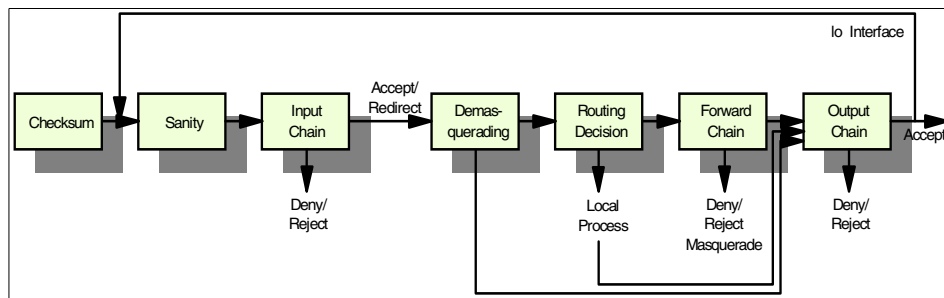 lo Interface
Checksum
Sanity
Input
Chain
Accept/
Redirect
Demas-
querading
Routing
Decision
Forward
Chain
Output
Chain
Accept
Deny/
Reject
Local
Process
Deny/
Reject
Masquerade
Deny/
Reject